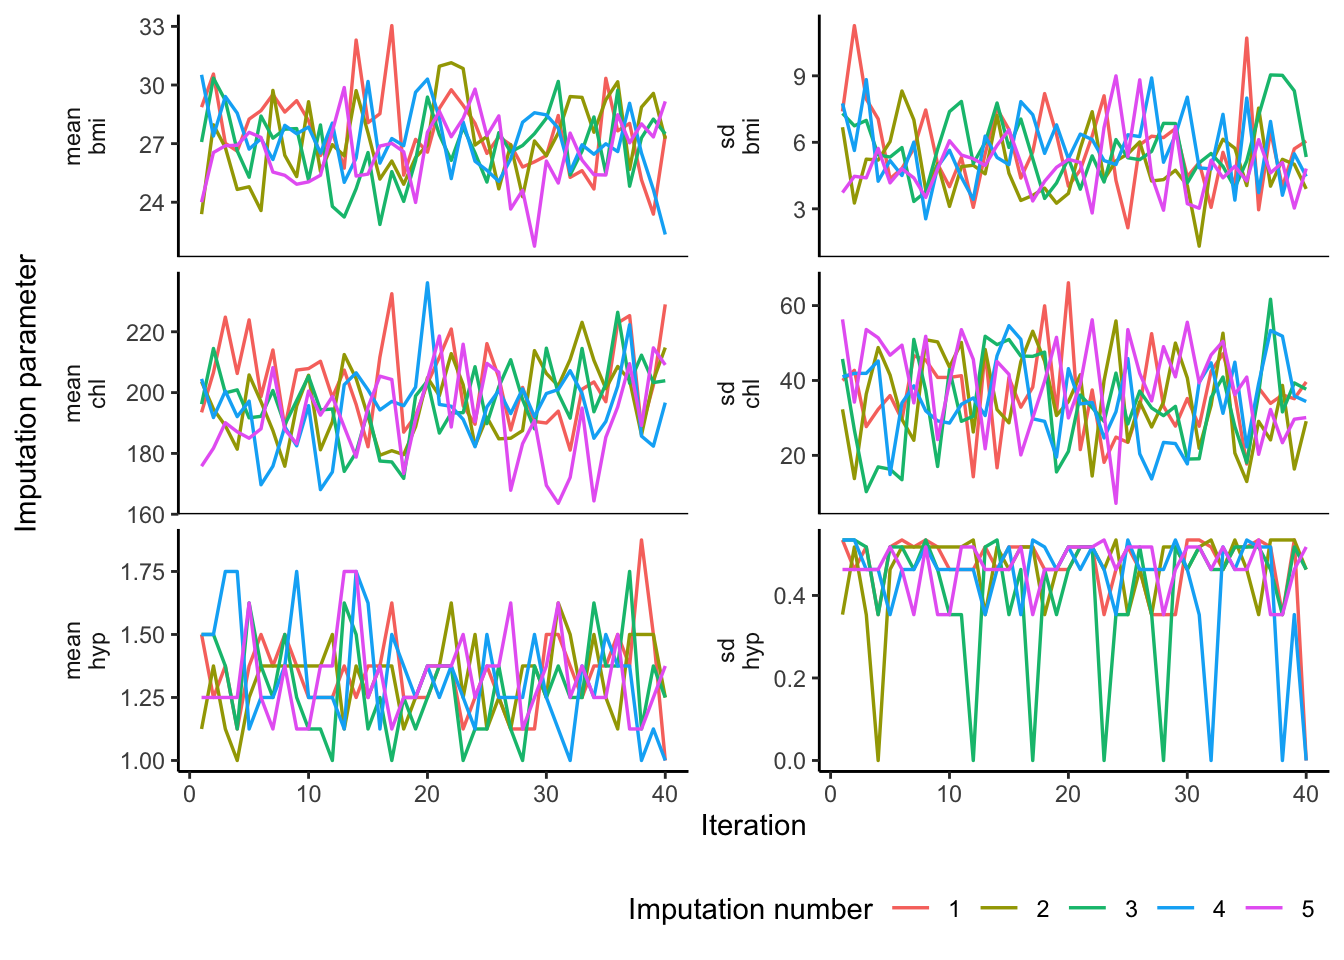 33
30
27
24
mean
bmi
9
6
3
sd
bmi
220
200
180
160
mean
chl
60
40
20
sd
chl
1.75
1.50
1.25
1.00
mean
hyp
0.4
0.2
0.0
sd
hyp
0 10 20 30 40
0 10 20 30 40
Imputation parameter
Iteration
Imputation number 1 2 3 4 5